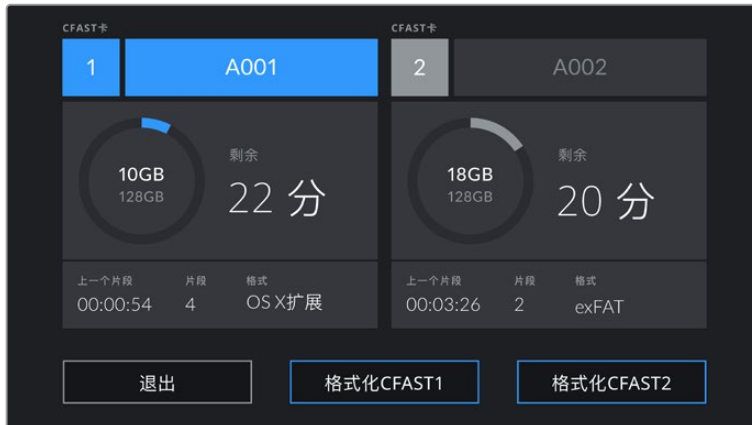 CFAST卡
1
A001
10GB
128GB
剩余
22 分
上一个片段
片段
格式
00:00:54
4
OS X扩展
CFAST卡
2
A002
18GB
128GB
剩余
20 分
上一个片段
片段
格式
00:03:26
2
exFAT
退出
格式化CFAST1
格式化CFAST2